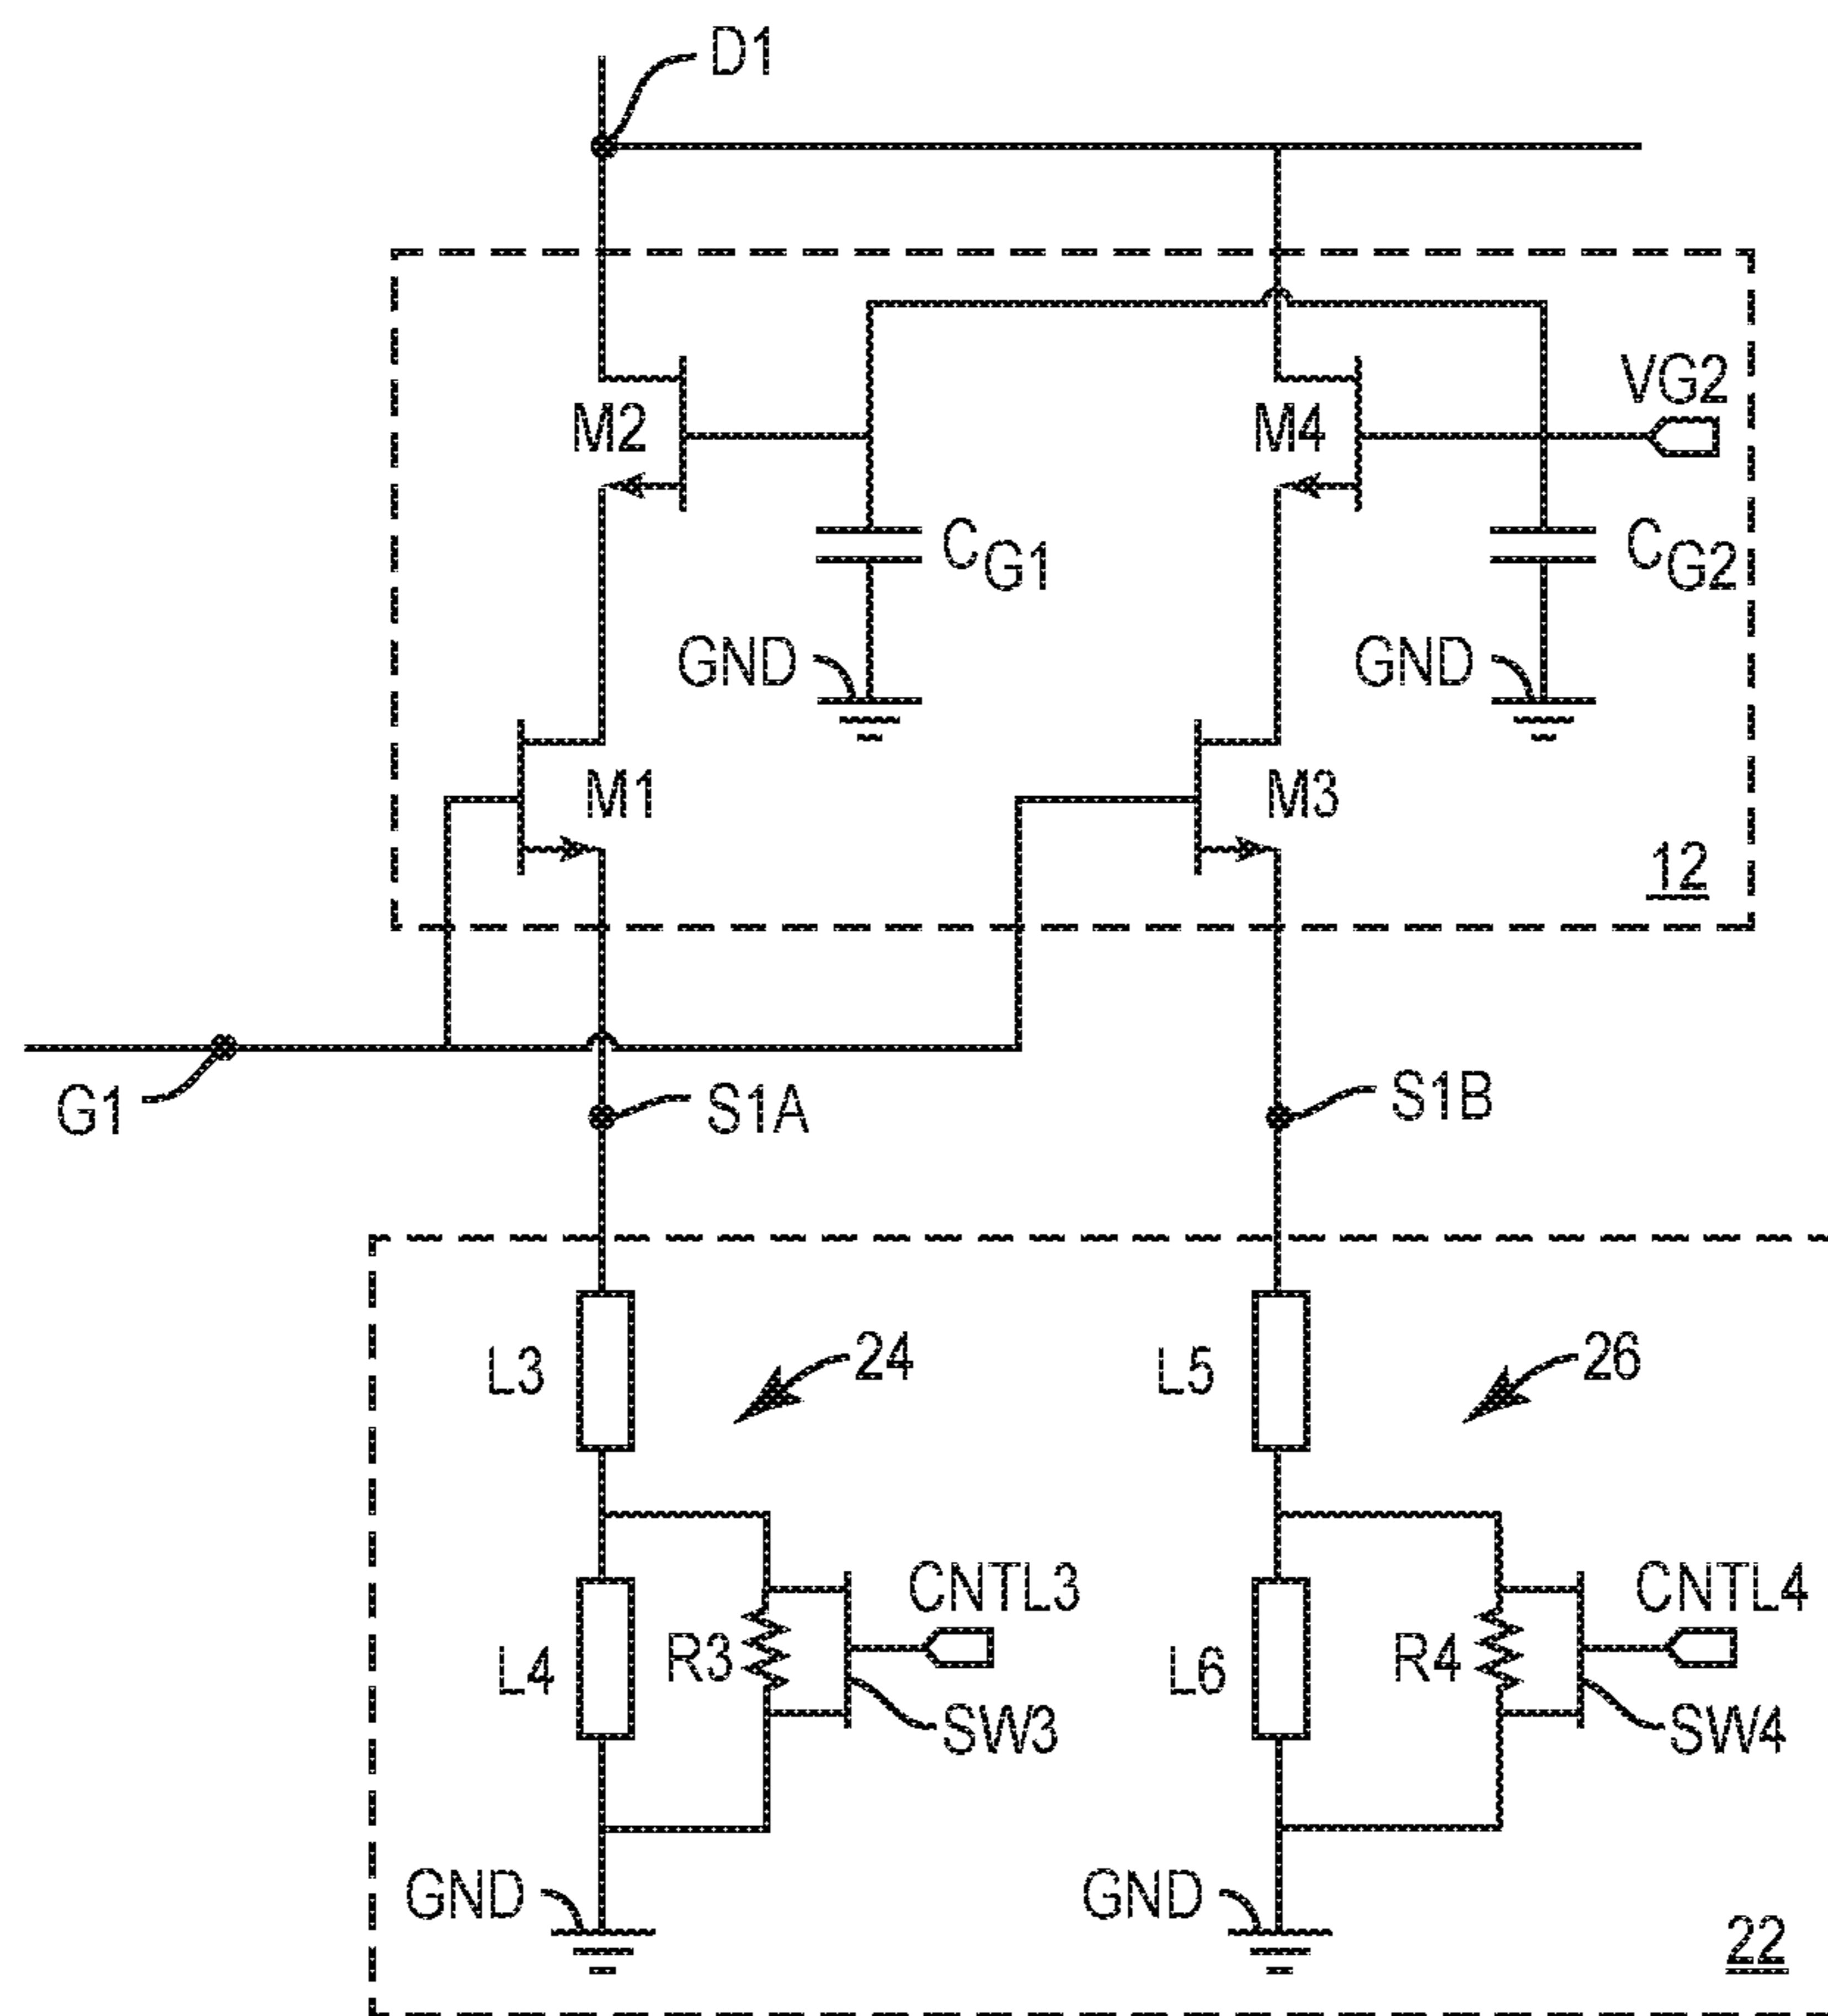 D1
VG2
M2
M4
CG1
CG2
GND
GND
M1
M3
12
G1
S1A
S1B
24
26
L3
L5
CNTL3
CNTL4
R3
R4
L4
L6
SW3
SW4
GND
GND
22